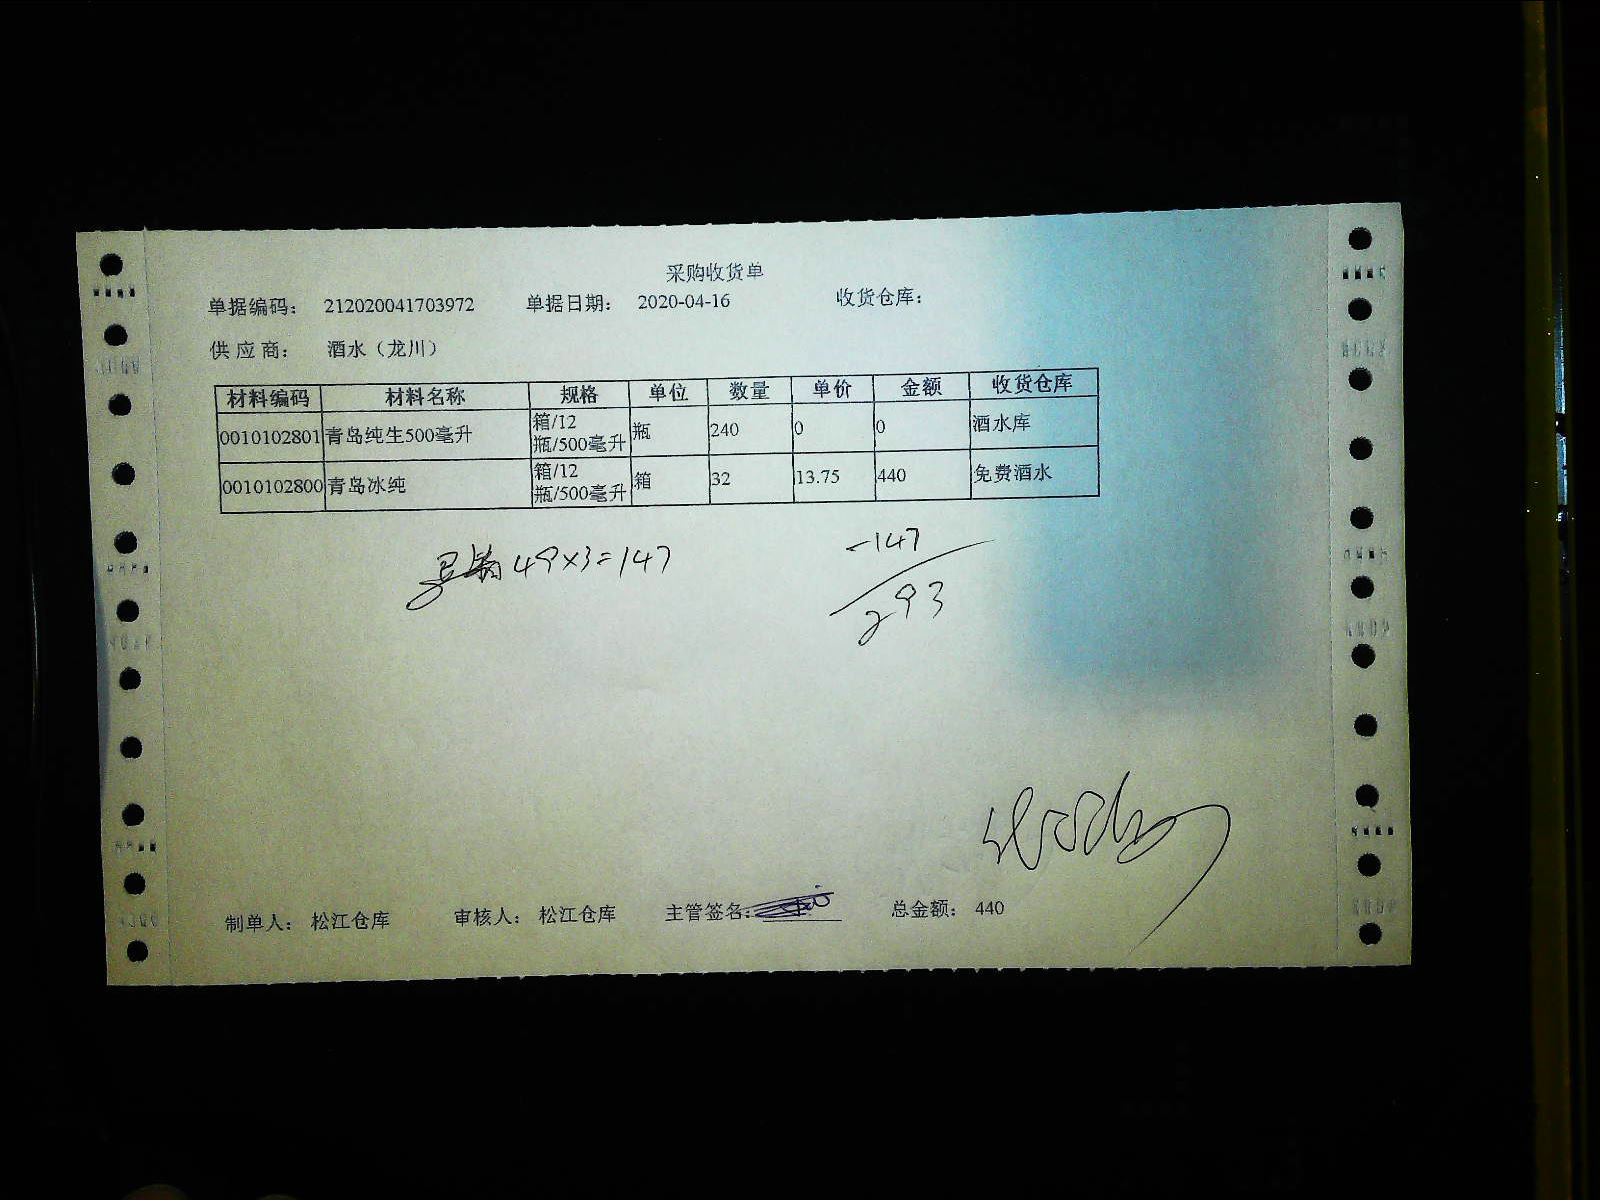 采购收货单
单据编码： 212020041703972 单据日期： 2020-04-16 收货仓库：
供 应 商： 酒水（龙川）
材料编码 材料名称 规格 单位 数量 单价 金额 收货仓库
0010102801 青岛纯生500毫升 箱/12瓶/500毫升 瓶 240 0 0 酒水库
0010102800 青岛冰纯 箱/12瓶/500毫升 箱 32 13.75 440 免费酒水
49×3=147
-147
293
制单人： 松江仓库 审核人： 松江仓库 主管签名： 总金额： 440